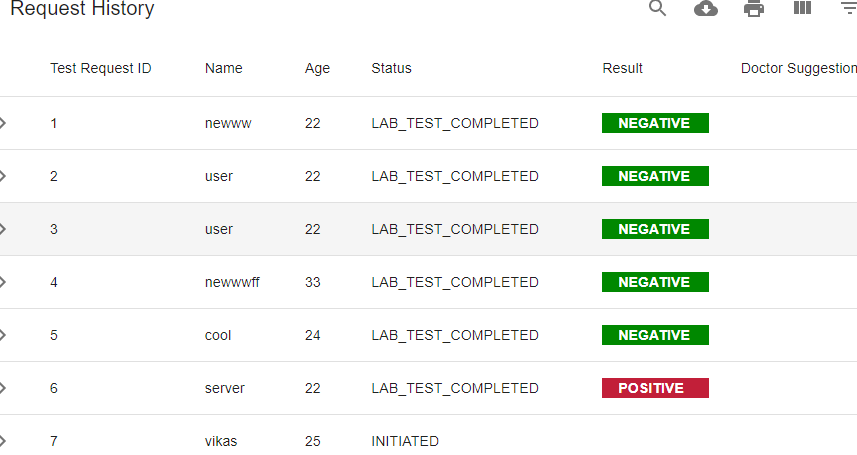 Request History
Test Request ID Name Age Status Result Doctor Suggestion
1 newww 22 LAB_TEST_COMPLETED NEGATIVE
2 user 22 LAB_TEST_COMPLETED NEGATIVE
3 user 22 LAB_TEST_COMPLETED NEGATIVE
4 newwwff 33 LAB_TEST_COMPLETED NEGATIVE
5 cool 24 LAB_TEST_COMPLETED NEGATIVE
6 server 22 LAB_TEST_COMPLETED POSITIVE
7 vikas 25 INITIATED